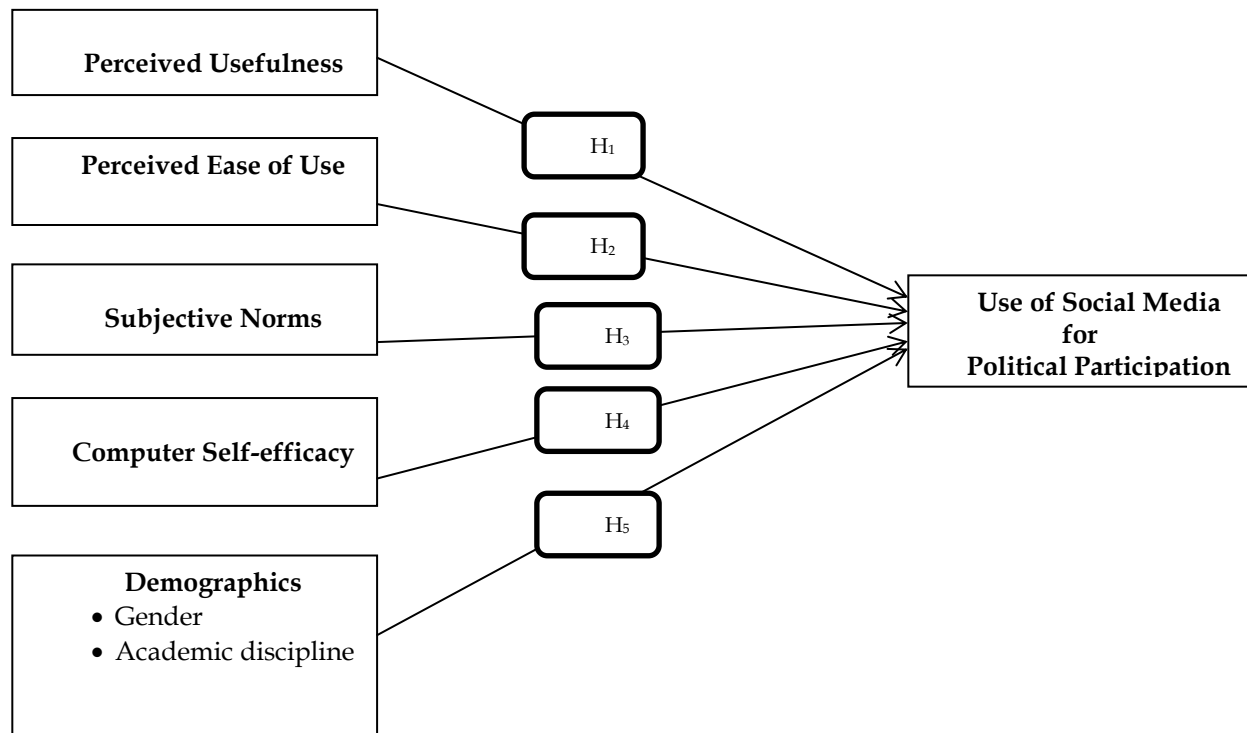 Perceived Usefulness
H₁
Perceived Ease of Use
H₂
Subjective Norms
H₃
Use of Social Media
for
Political Participation
Computer Self-efficacy
H₄
H₅
Demographics
• Gender
• Academic discipline